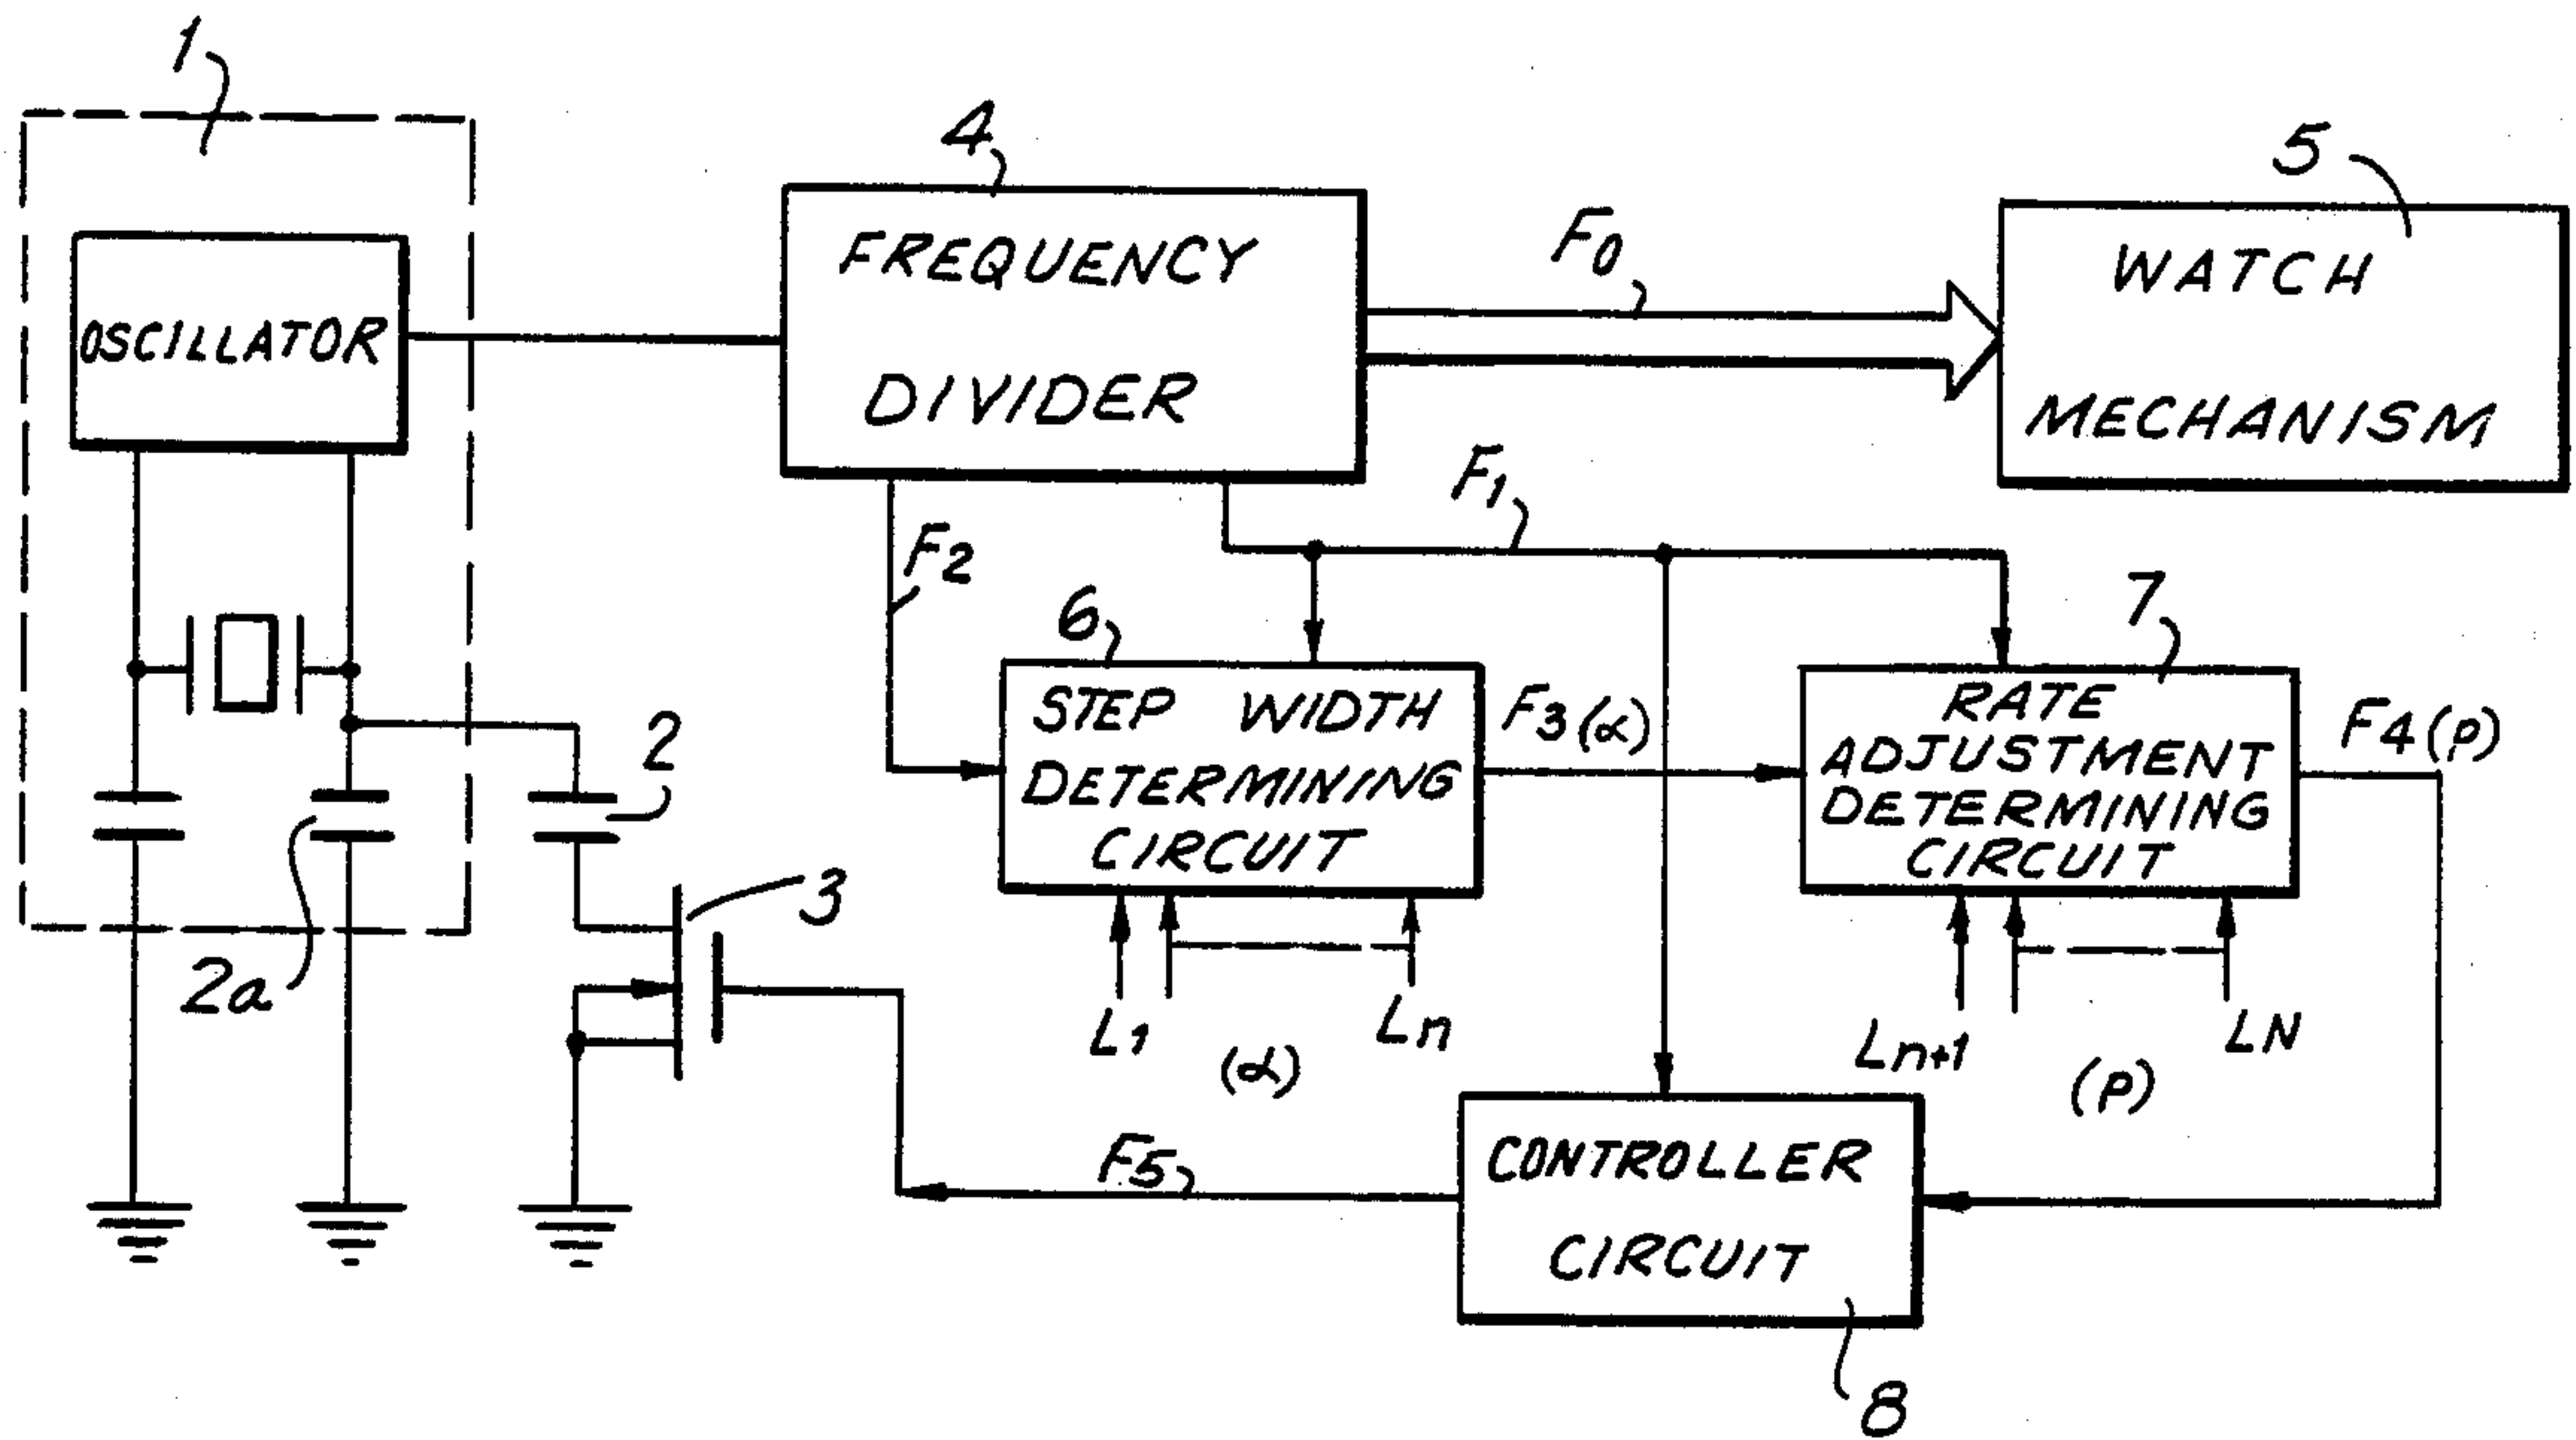 1
4
5
FREQUENCY
DIVIDER
F0
WATCH
MECHANISM
OSCILLATOR
F1
F2
6
7
STEP WIDTH
DETERMINING
CIRCUIT
F3(α)
RATE
ADJUSTMENT
DETERMINING
CIRCUIT
F4(P)
2
3
2a
L1
Ln
(α)
Ln+1
LN
(P)
F5
CONTROLLER
CIRCUIT
8